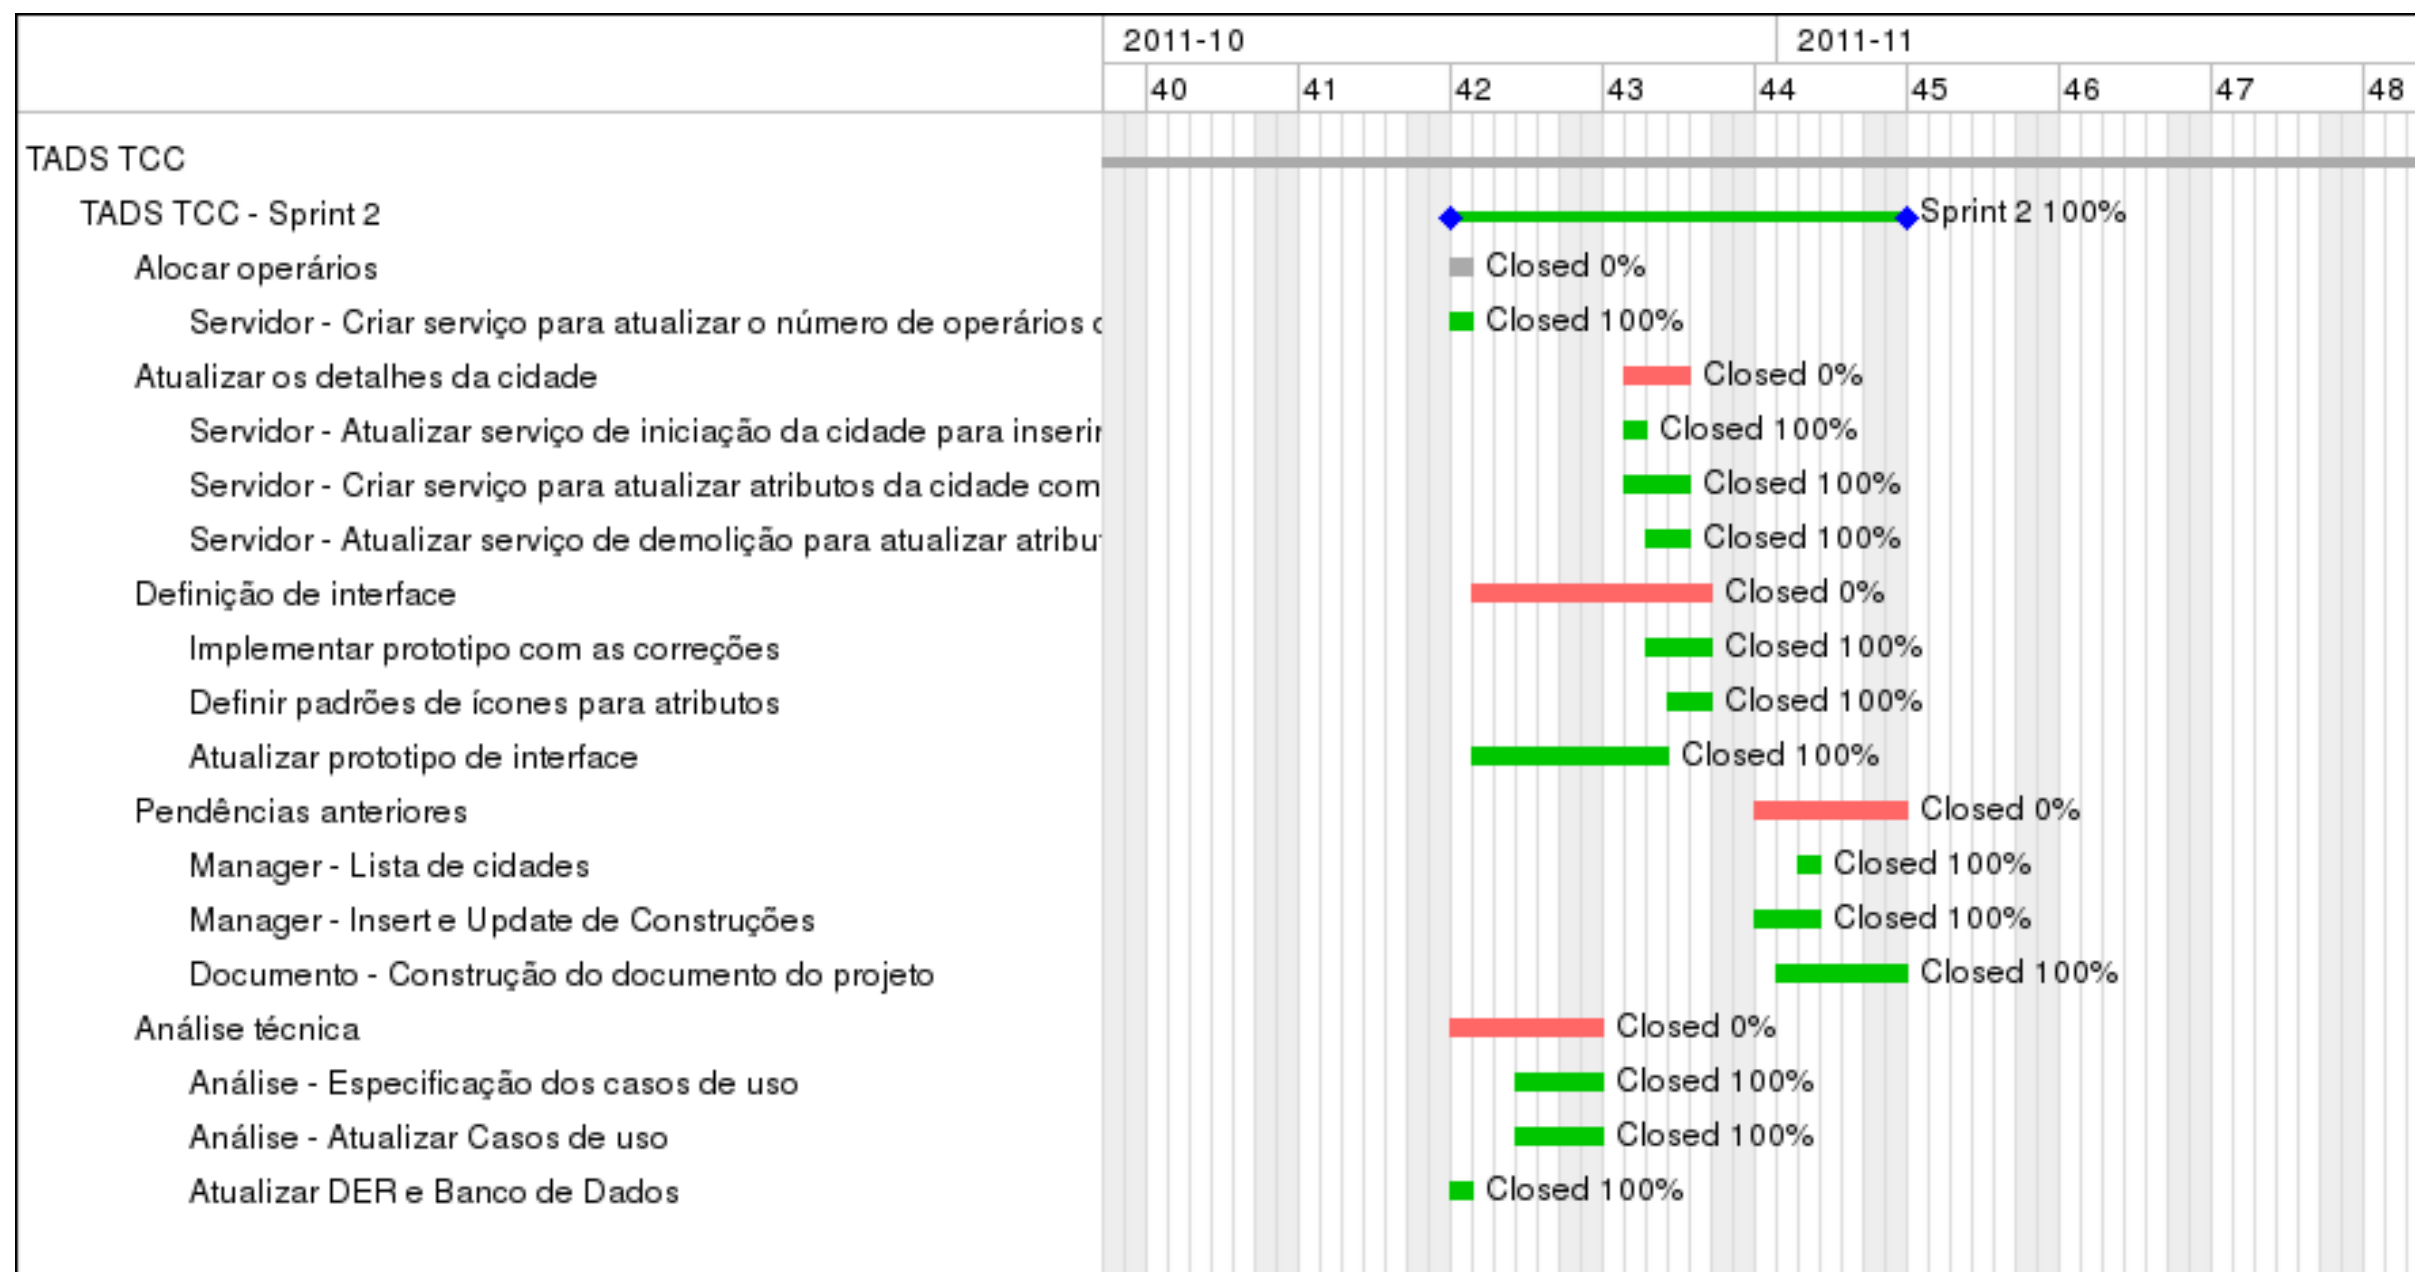 2011-10 2011-11
40 41 42 43 44 45 46 47 48
TADS TCC
TADS TCC - Sprint 2 Sprint 2 100%
Alocar operários Closed 0%
Servidor - Criar serviço para atualizar o número de operários Closed 100%
Atualizar os detalhes da cidade Closed 0%
Servidor - Atualizar serviço de iniciação da cidade para inserir Closed 100%
Servidor - Criar serviço para atualizar atributos da cidade com Closed 100%
Servidor - Atualizar serviço de demolição para atualizar atribu Closed 100%
Definição de interface Closed 0%
Implementar prototipo com as correções Closed 100%
Definir padrões de ícones para atributos Closed 100%
Atualizar prototipo de interface Closed 100%
Pendências anteriores Closed 0%
Manager - Lista de cidades Closed 100%
Manager - Insert e Update de Construções Closed 100%
Documento - Construção do documento do projeto Closed 100%
Análise técnica Closed 0%
Análise - Especificação dos casos de uso Closed 100%
Análise - Atualizar Casos de uso Closed 100%
Atualizar DER e Banco de Dados Closed 100%